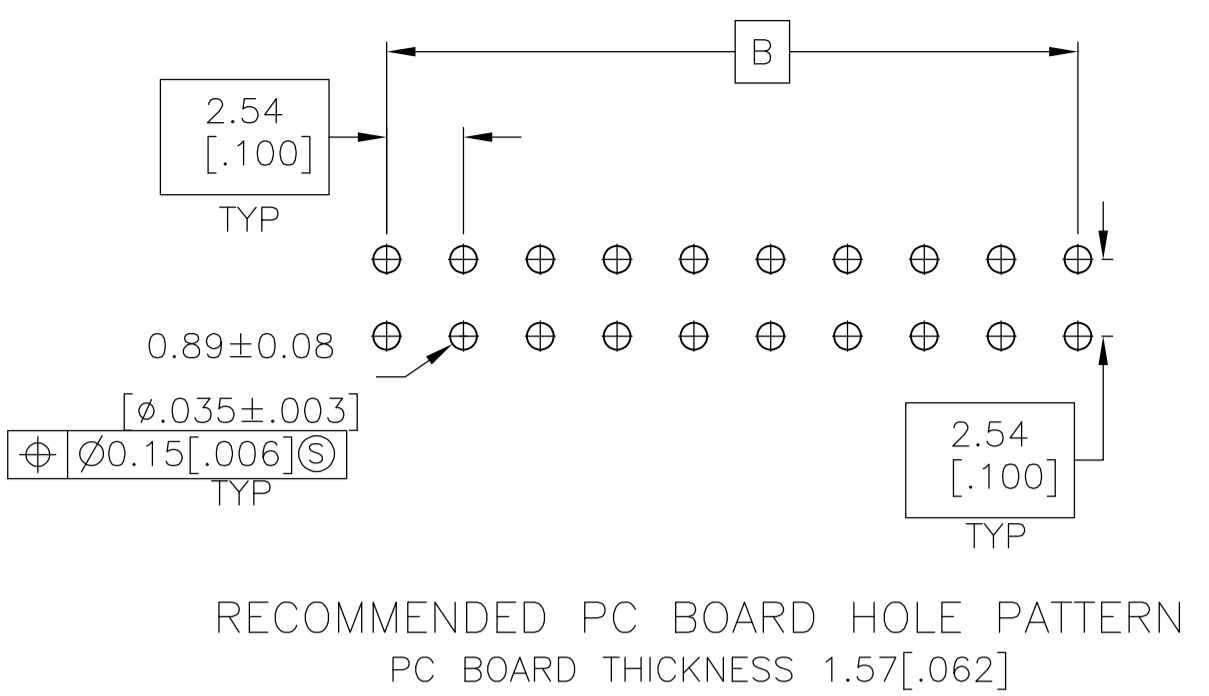 B
2.54
[.100]
TYP
0.89±0.08
[ø.035±.003]
⌖ Ø0.15[.006]Ⓢ
TYP
2.54
[.100]
TYP
RECOMMENDED PC BOARD HOLE PATTERN
PC BOARD THICKNESS 1.57[.062]